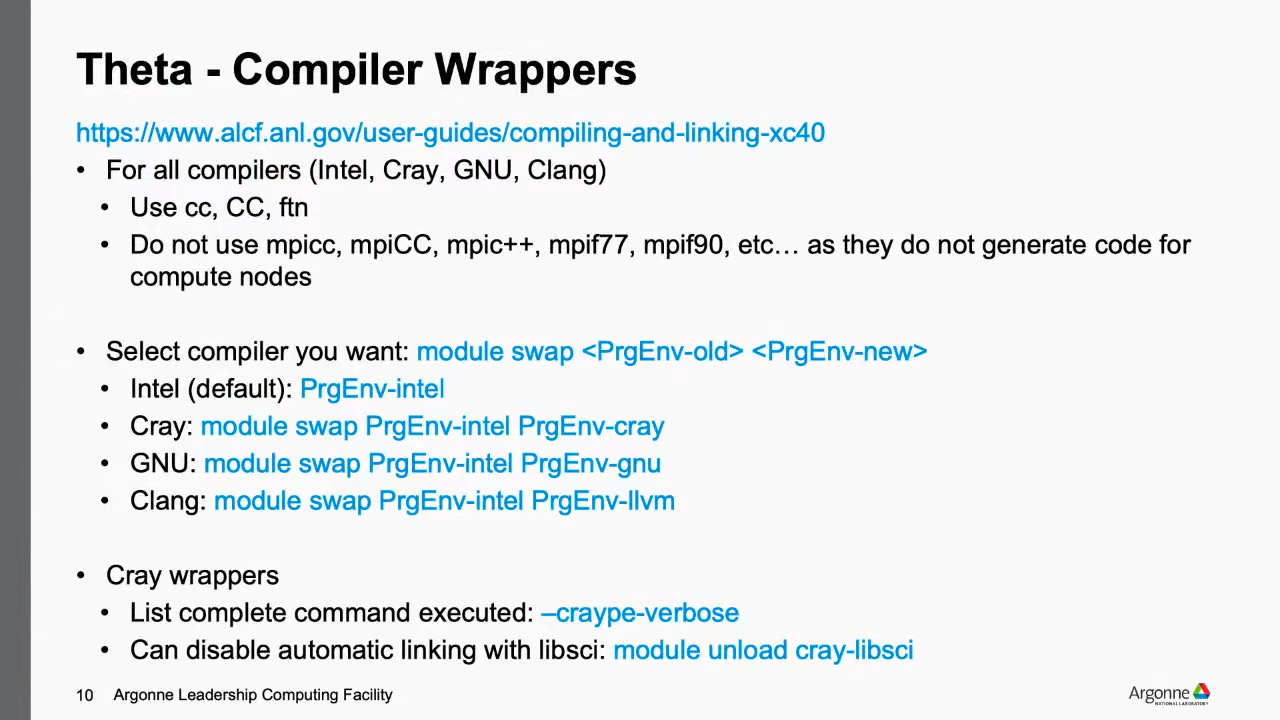 Theta - Compiler Wrappers
https://www.alcf.anl.gov/user-guides/compiling-and-linking-xc40
• For all compilers (Intel, Cray, GNU, Clang)
• Use cc, CC, ftn
• Do not use mpicc, mpiCC, mpic++, mpif77, mpif90, etc… as they do not generate code for
compute nodes
• Select compiler you want: module swap <PrgEnv-old> <PrgEnv-new>
• Intel (default): PrgEnv-intel
• Cray: module swap PrgEnv-intel PrgEnv-cray
• GNU: module swap PrgEnv-intel PrgEnv-gnu
• Clang: module swap PrgEnv-intel PrgEnv-llvm
• Cray wrappers
• List complete command executed: –craype-verbose
• Can disable automatic linking with libsci: module unload cray-libsci
10 Argonne Leadership Computing Facility
Argonne
NATIONAL LABORATORY